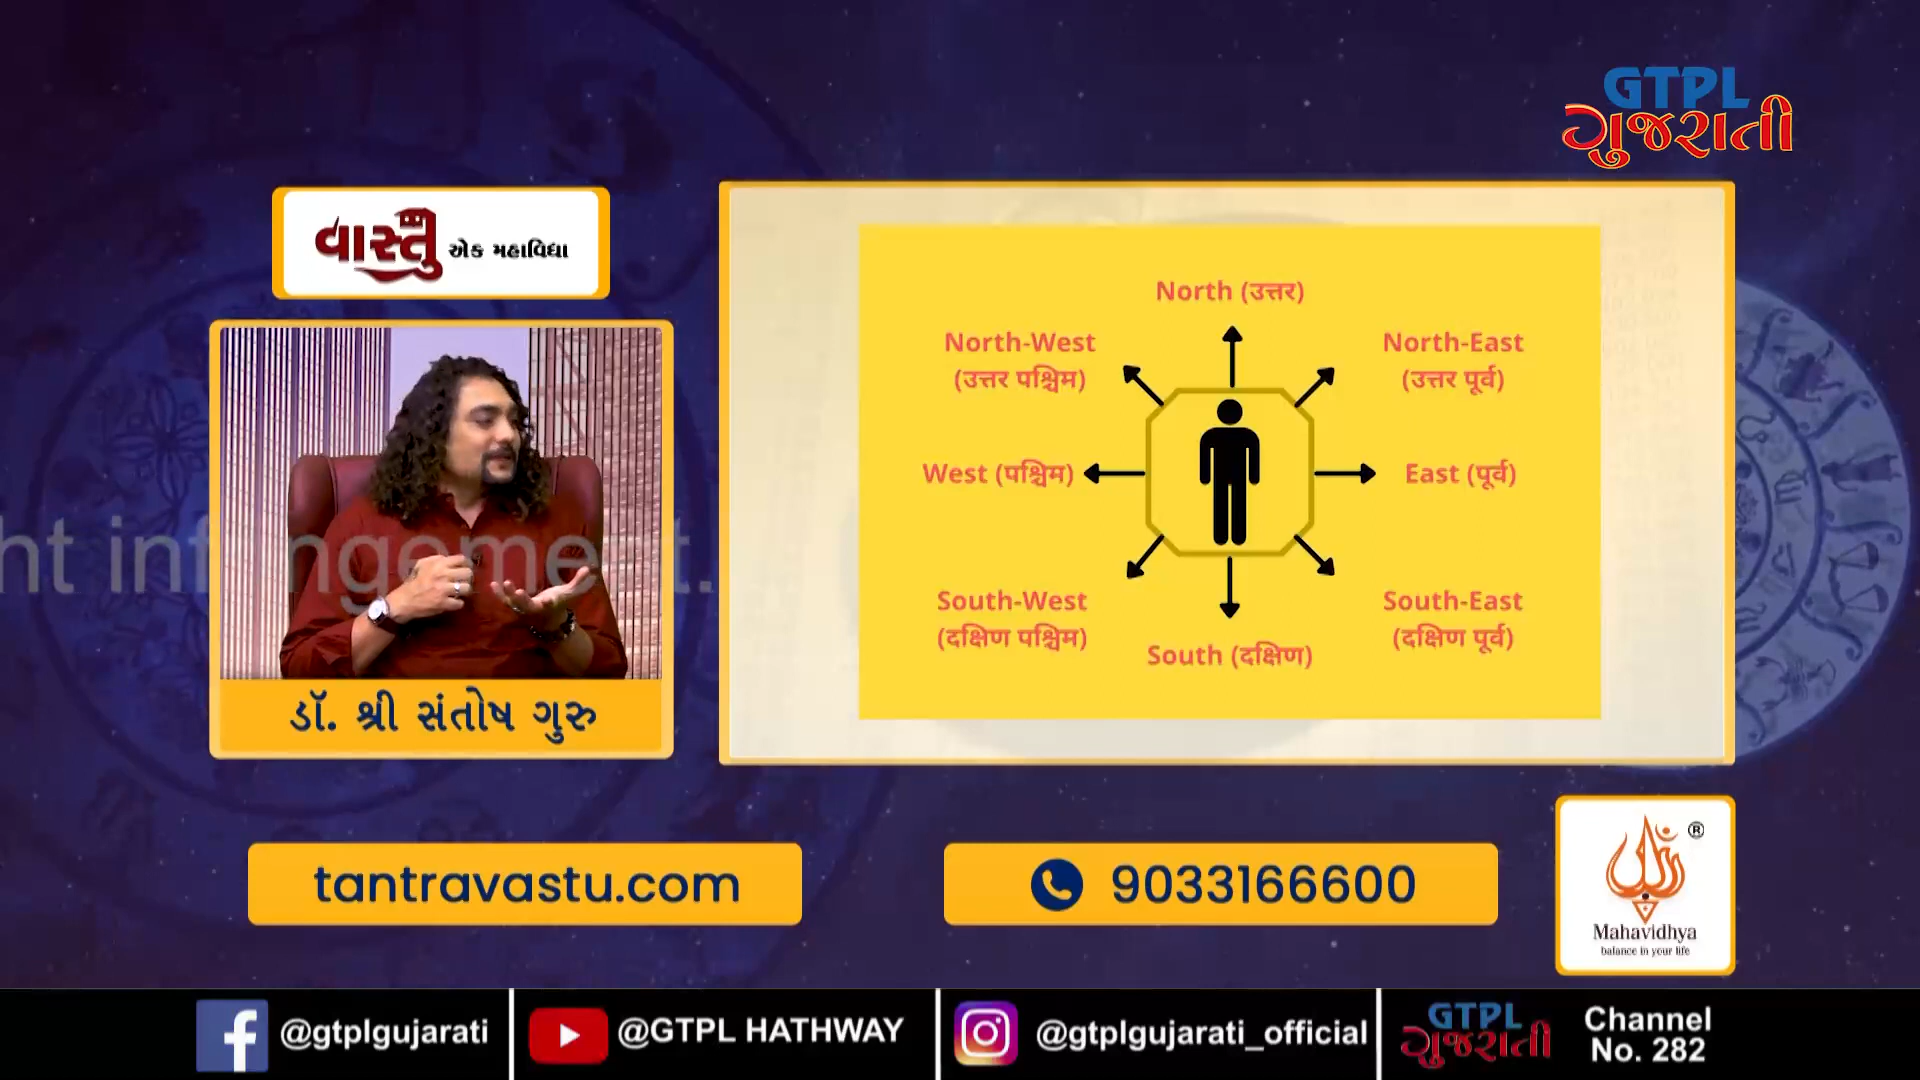 GTPL
ગુજરાતી
વાસ્તુ એક મહાવિદ્યા
North (उत्तर)
North-West
(उत्तर पश्चिम)
North-East
(उत्तर पूर्व)
West (पश्चिम)
East (पूर्व)
South-West
(दक्षिण पश्चिम)
South-East
(दक्षिण पूर्व)
South (दक्षिण)
ht infringement.
ડૉ. શ્રી સંતોષ ગુરુ
tantravastu.com
9033166600
®
Mahavidhya
balance in your life
@gtplgujarati
@GTPL HATHWAY
@gtplgujarati_official
GTPL
ગુજરાતી
Channel
No. 282